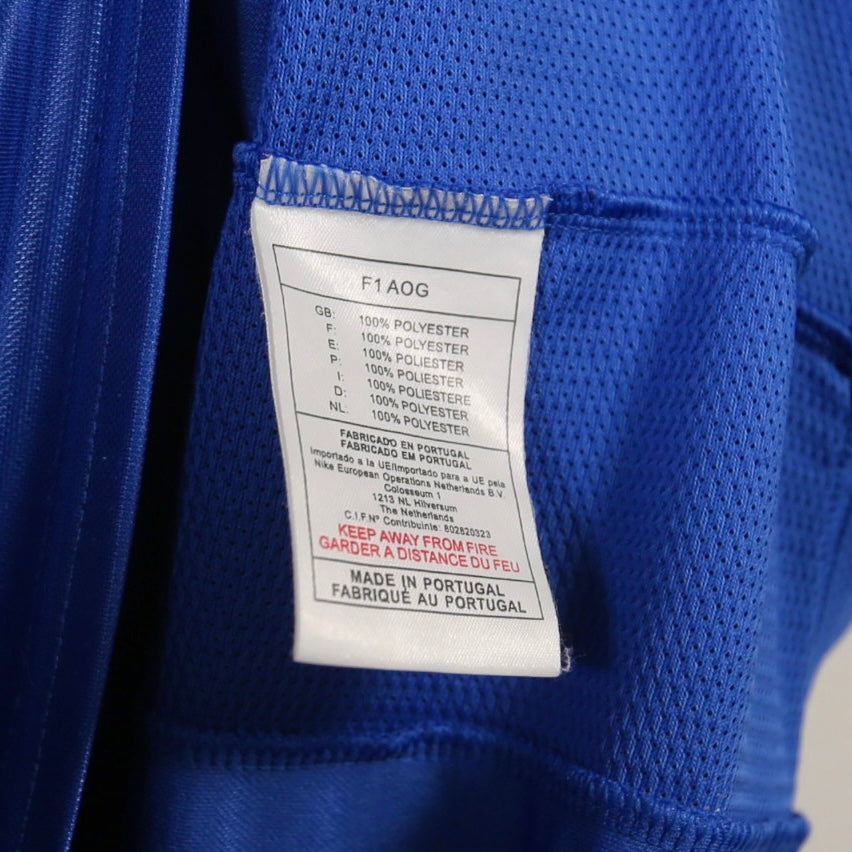 F1AOG
GB: 100% POLYESTER
F: 100% POLYESTER
E: 100% POLIESTER
P: 100% POLIESTER
I: 100% POLIESTERE
D: 100% POLYESTER
NL: 100% POLYESTER
FABRICADO EN PORTUGAL
FABRICADO EM PORTUGAL
Importado a la UE/Importado para a UE pela
Nike European Operations Netherlands B.V.
Colosseum 1
1213 NL Hilversum
The Netherlands
C.I.F.Nº Contribuinte: 802820323
KEEP AWAY FROM FIRE
GARDER A DISTANCE DU FEU
MADE IN PORTUGAL
FABRIQUÉ AU PORTUGAL